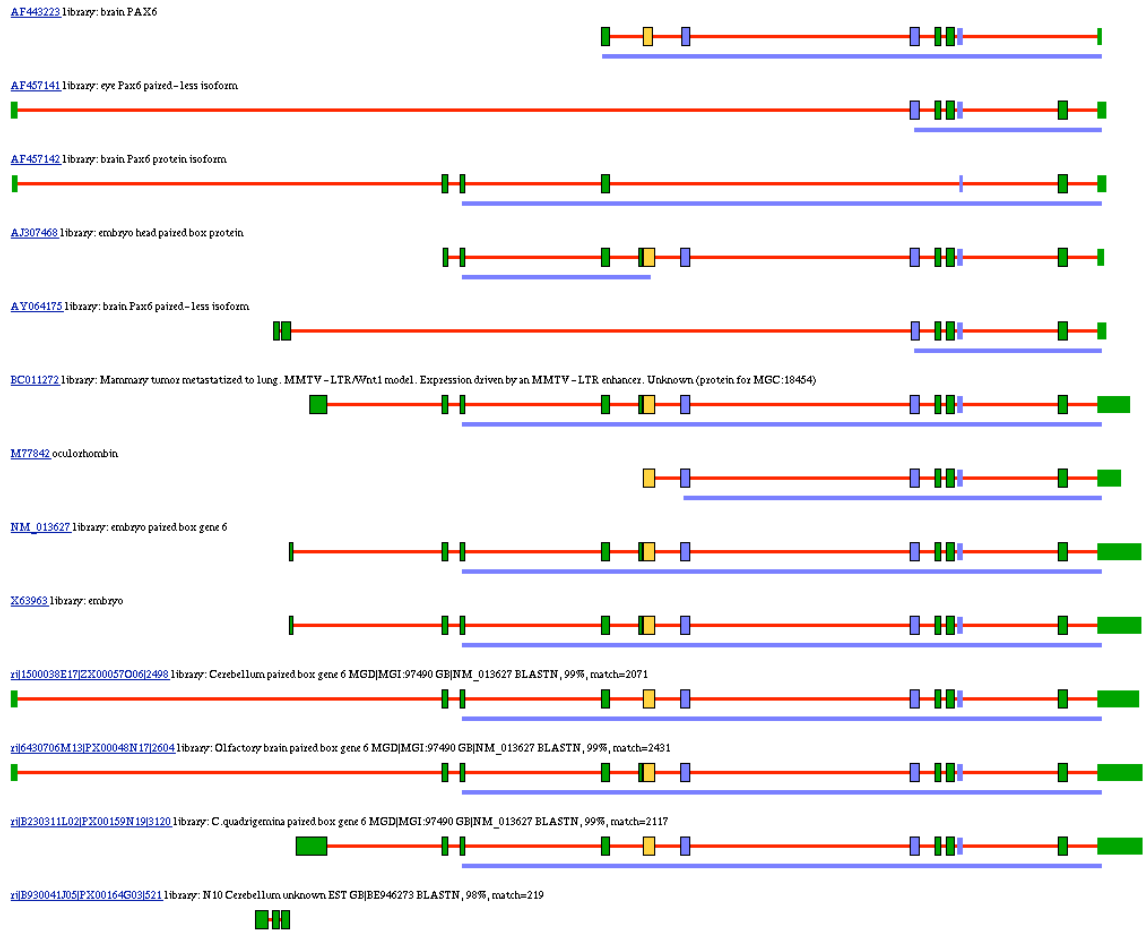 AF443223 library: brain PAX6
AF457141 library: eye Pax6 paired-less isoform
AF457142 library: brain Pax6 protein isoform
AJ307468 library: embryo head paired box protein
AY064175 library: brain Pax6 paired-less isoform
BC011272 library: Mammary tumor metastatized to lung. MMTV-LTR/Wnt1 model. Expression driven by an MMTV-LTR enhancer. Unknown (protein for MGC:18454)
M77842 oculorhombin
NM_013627 library: embryo paired box gene 6
X63963 library: embryo
ri|1500038E17|ZX00057O06|2498 library: Cerebellum paired box gene 6 MGD|MGI:97490 GB|NM_013627 BLASTN, 99%, match=2071
ri|6430706M13|PX00048N17|2604 library: Olfactory brain paired box gene 6 MGD|MGI:97490 GB|NM_013627 BLASTN, 99%, match=2431
ri|B230311L02|PX00159N19|3120 library: C.quadrigemina paired box gene 6 MGD|MGI:97490 GB|NM_013627 BLASTN, 99%, match=2117
ri|B930041J05|PX00164G03|521 library: N10 Cerebellum unknown EST GB|BE946273 BLASTN, 98%, match=219